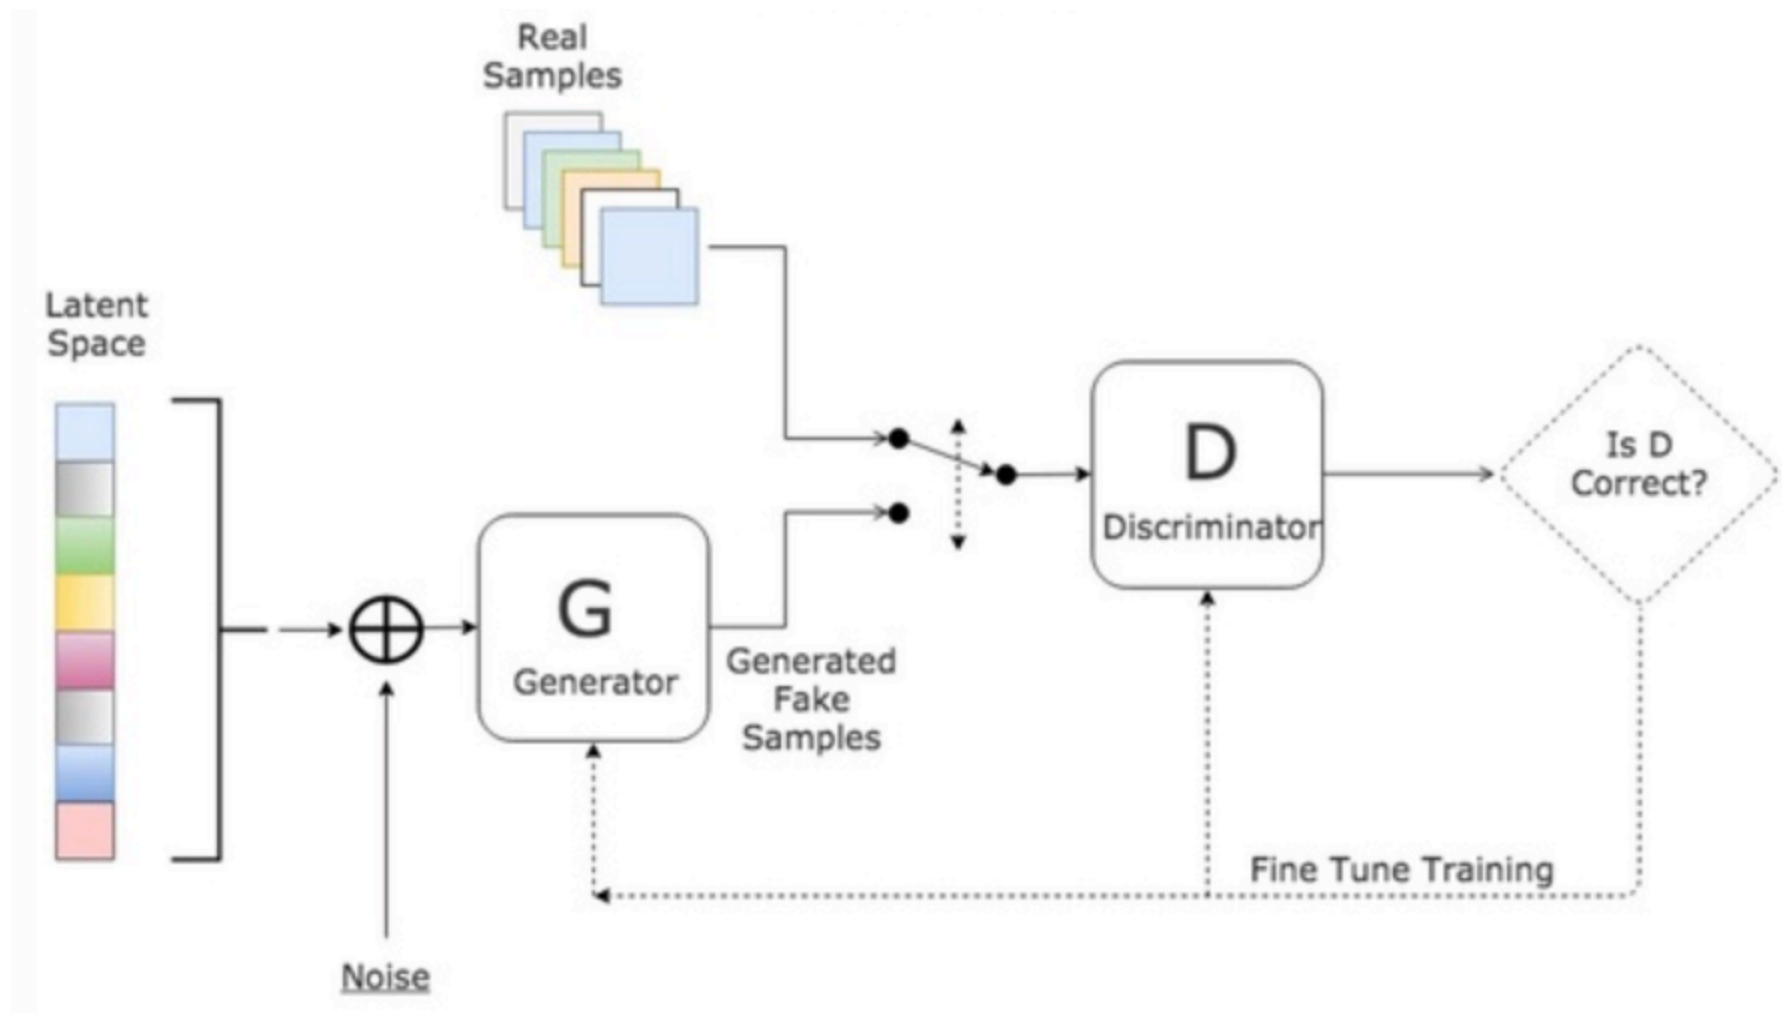 Real
Samples
Latent
Space
Is D
Correct?
D
Discriminator
G
Generator
Generated
Fake
Samples
Fine Tune Training
Noise